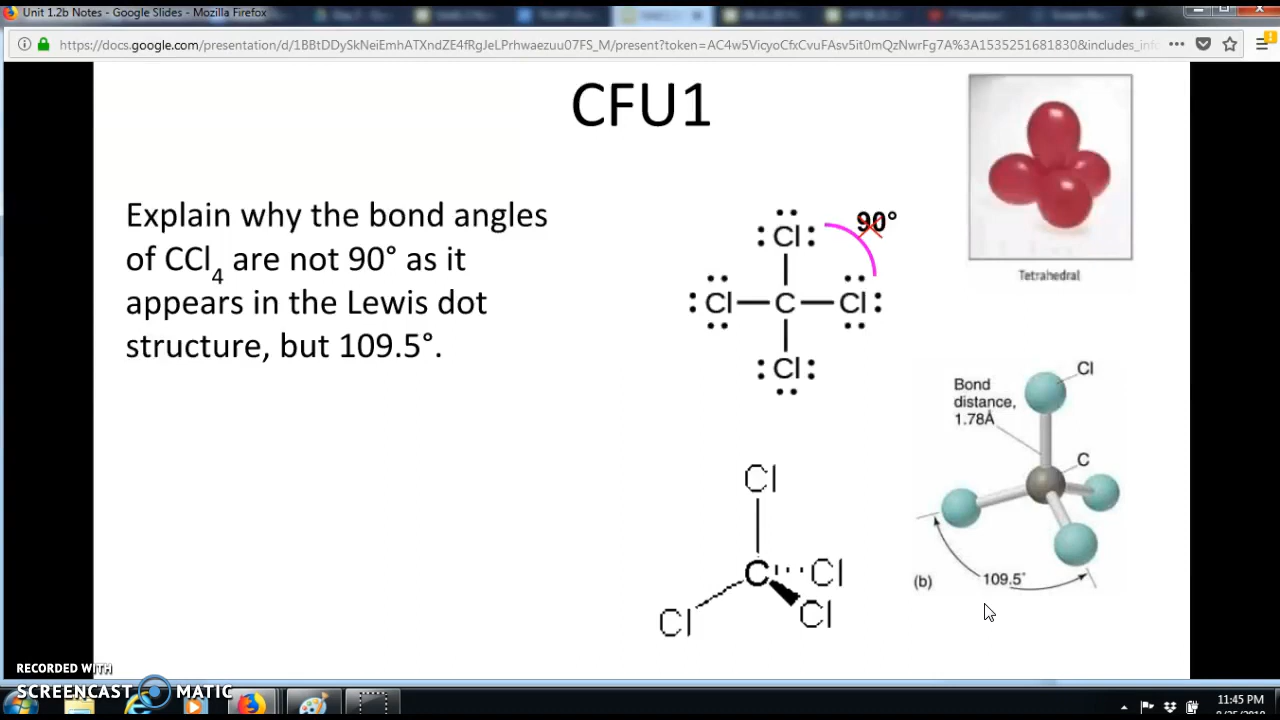 Unit 1.2b Notes - Google Slides - Mozilla Firefox
https://docs.google.com/presentation/d/1BBtDDySkNeiEmhATXndZE4fRgJeLPrhwaezuuLt7FS_M/present?token=AC4w5VicyoCfxCvuFAsv5it0mQzNwrFg7A%3A1535251681830&includes_inf
CFU1
Explain why the bond angles
of CCl4 are not 90° as it
appears in the Lewis dot
structure, but 109.5°.
90°
Cl
Cl C Cl
Cl
Tetrahedral
Cl
Bond
distance,
1.78Å
C
109.5°
(b)
Cl
C Cl
Cl
Cl
RECORDED WITH
SCREENCAST MATIC
11:45 PM